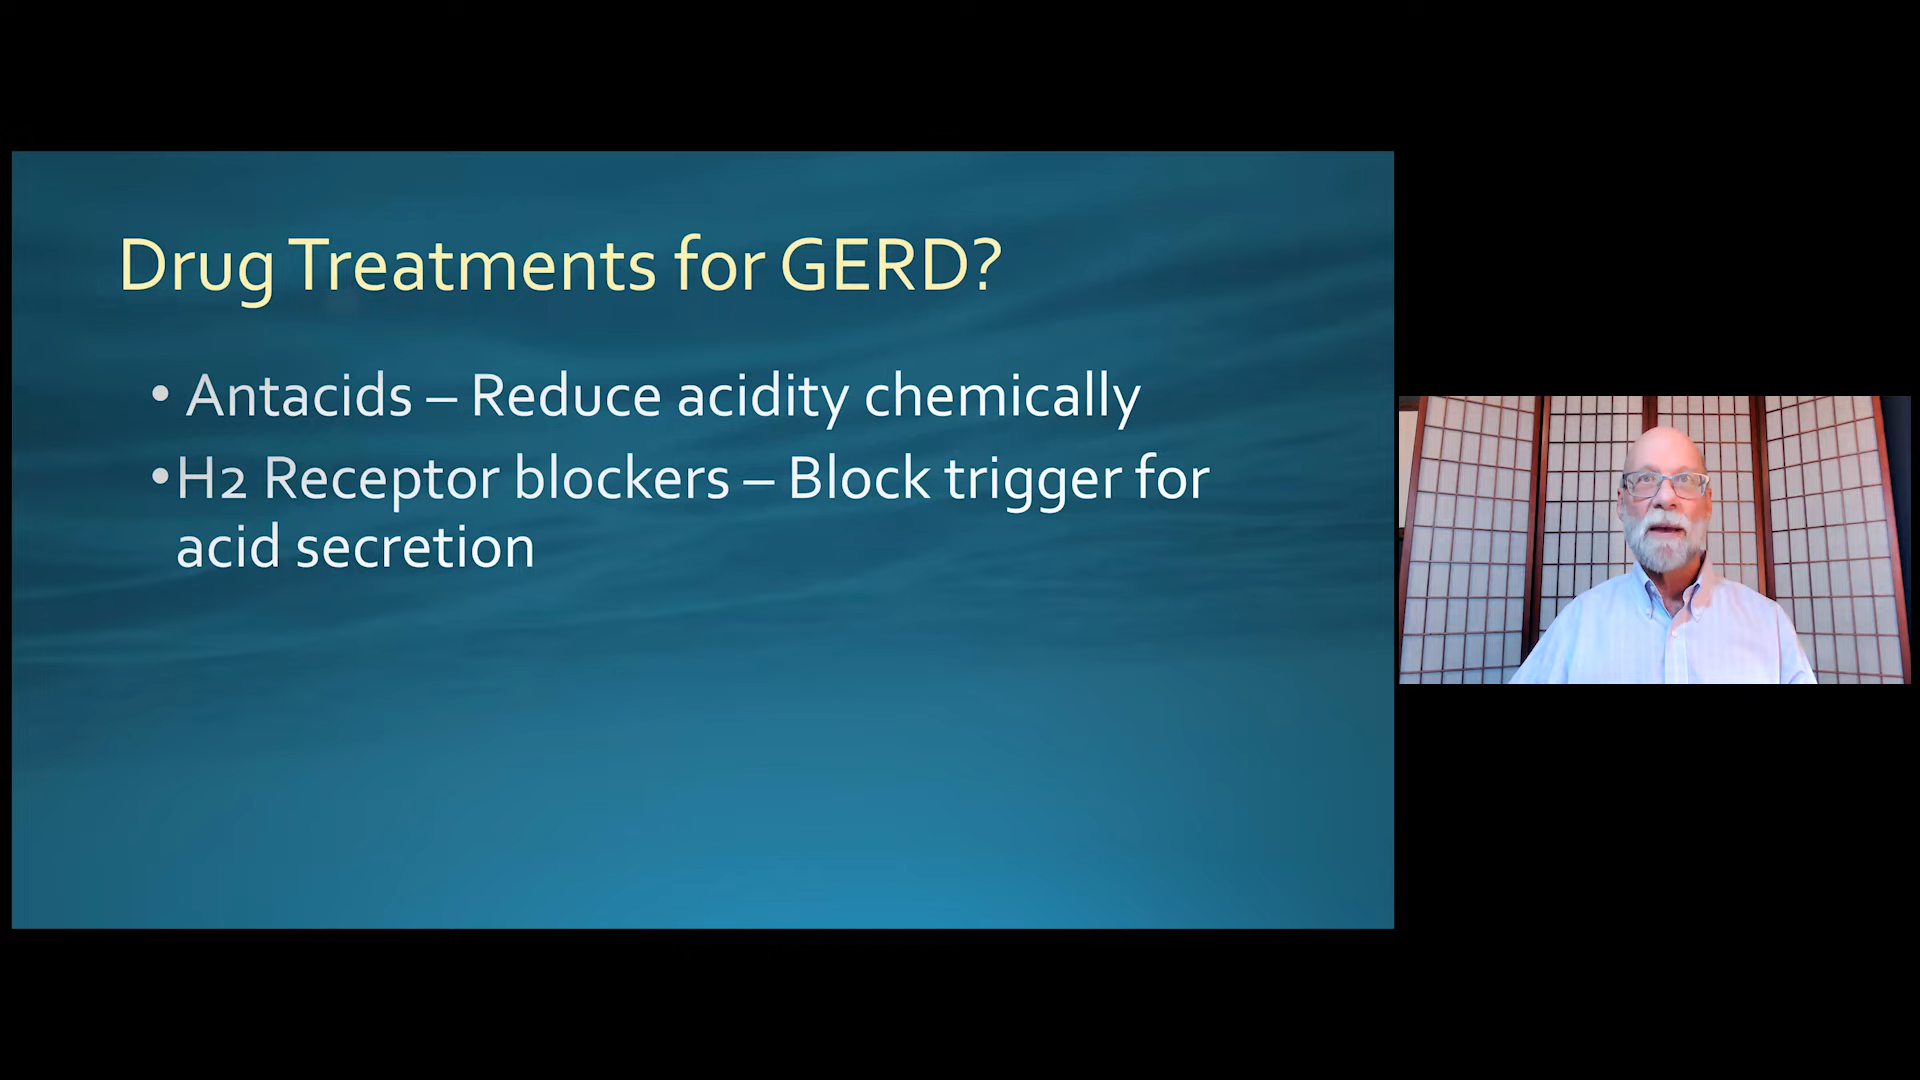 Drug Treatments for GERD?
• Antacids – Reduce acidity chemically
• H2 Receptor blockers – Block trigger for
acid secretion